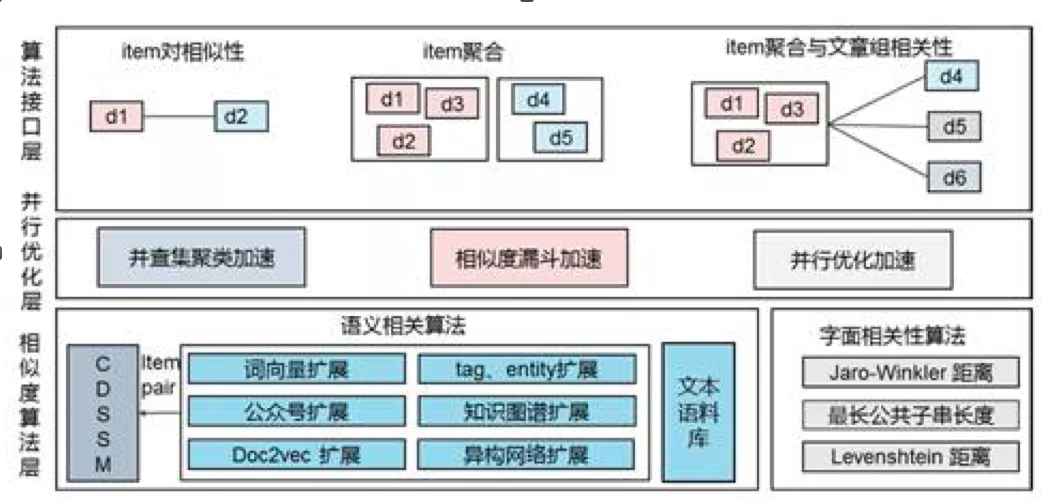 算法接口层
item对相似性
d1
d2
item聚合
d1
d3
d2
d4
d5
item聚合与文章组相关性
d1
d3
d2
d4
d5
d6
并行优化层
并查集聚类加速
相似度漏斗加速
并行优化加速
相似度算法层
语义相关算法
CDSSM
Item
pair
词向量扩展
tag、entity扩展
公众号扩展
知识图谱扩展
Doc2vec 扩展
异构网络扩展
文本
语料
库
字面相关性算法
Jaro-Winkler 距离
最长公共子串长度
Levenshtein 距离